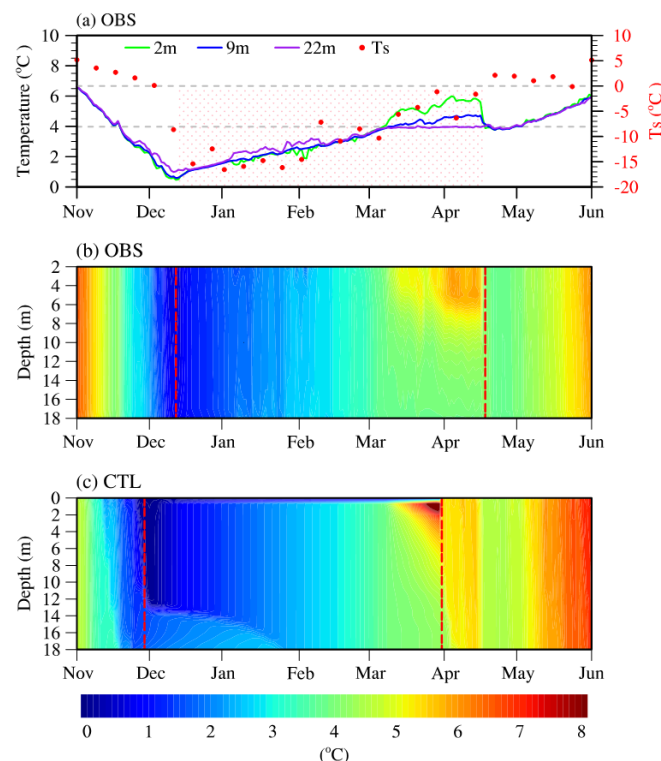 (a) OBS
2m 9m 22m Ts
Temperature (°C)
10
8
6
4
2
0
10
5
0
-5
-10
-15
-20
Ts (°C)
Nov Dec Jan Feb Mar Apr May Jun
(b) OBS
Depth (m)
2
4
6
8
10
12
14
16
18
Nov Dec Jan Feb Mar Apr May Jun
(c) CTL
Depth (m)
0
2
4
6
8
10
12
14
16
18
Nov Dec Jan Feb Mar Apr May Jun
0 1 2 3 4 5 6 7 8
(°C)